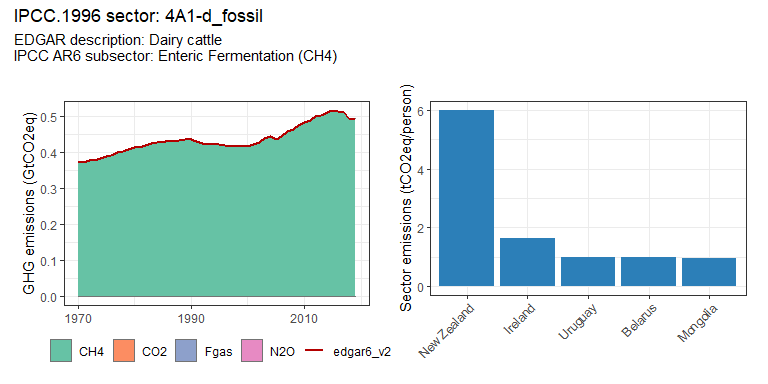 IPCC.1996 sector: 4A1-d_fossil
EDGAR description: Dairy cattle
IPCC AR6 subsector: Enteric Fermentation (CH4)
GHG emissions (GtCO2eq)
0.5
0.4
0.3
0.2
0.1
0.0
1970
1990
2010
CH4
CO2
Fgas
N2O
edgar6_v2
Sector emissions (tCO2eq/person)
6
4
2
0
New Zealand
Ireland
Uruguay
Belarus
Mongolia